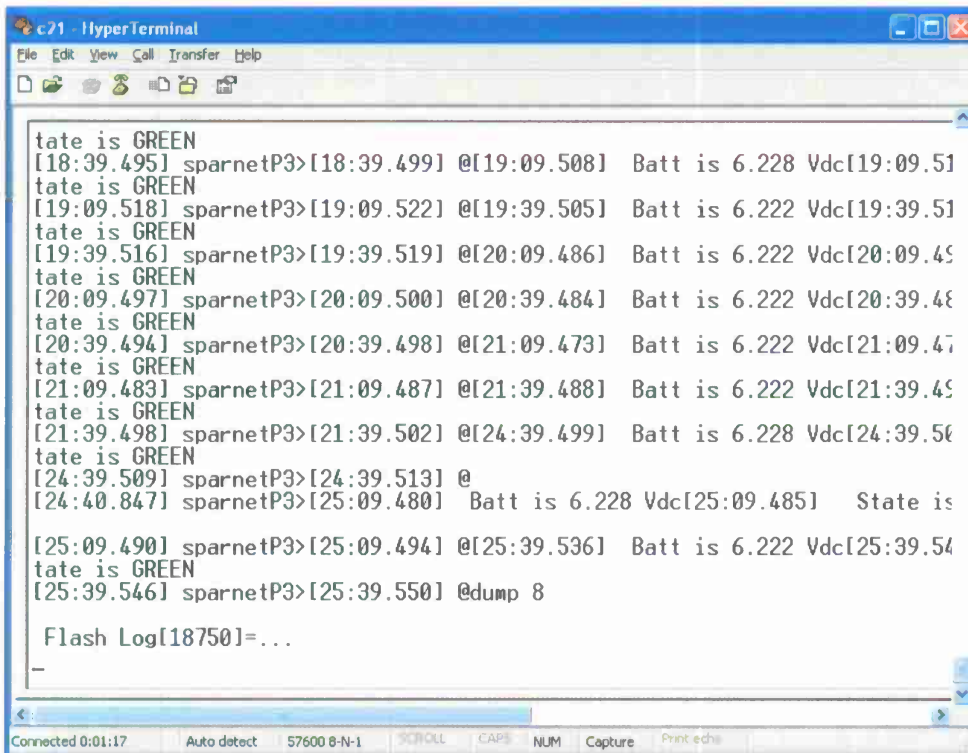 c21 - HyperTerminal
File Edit View Call Transfer Help
tate is GREEN
[18:39.495] sparnetP3>[18:39.499] @[19:09.508]  Batt is 6.228 Vdc[19:09.51
tate is GREEN
[19:09.518] sparnetP3>[19:09.522] @[19:39.505]  Batt is 6.222 Vdc[19:39.51
tate is GREEN
[19:39.516] sparnetP3>[19:39.519] @[20:09.486]  Batt is 6.222 Vdc[20:09.49
tate is GREEN
[20:09.497] sparnetP3>[20:09.500] @[20:39.484]  Batt is 6.222 Vdc[20:39.48
tate is GREEN
[20:39.494] sparnetP3>[20:39.498] @[21:09.473]  Batt is 6.222 Vdc[21:09.47
tate is GREEN
[21:09.483] sparnetP3>[21:09.487] @[21:39.488]  Batt is 6.222 Vdc[21:39.49
tate is GREEN
[21:39.498] sparnetP3>[21:39.502] @[24:39.499]  Batt is 6.228 Vdc[24:39.50
tate is GREEN
[24:39.509] sparnetP3>[24:39.513] @
[24:40.847] sparnetP3>[25:09.480]  Batt is 6.228 Vdc[25:09.485]   State is
[25:09.490] sparnetP3>[25:09.494] @[25:39.536]  Batt is 6.222 Vdc[25:39.54
tate is GREEN
[25:39.546] sparnetP3>[25:39.550] @dump 8
Flash Log[18750]=...
Connected 0:01:17 Auto detect 57600 8-N-1 SCROLL CAPS NUM Capture Print echo